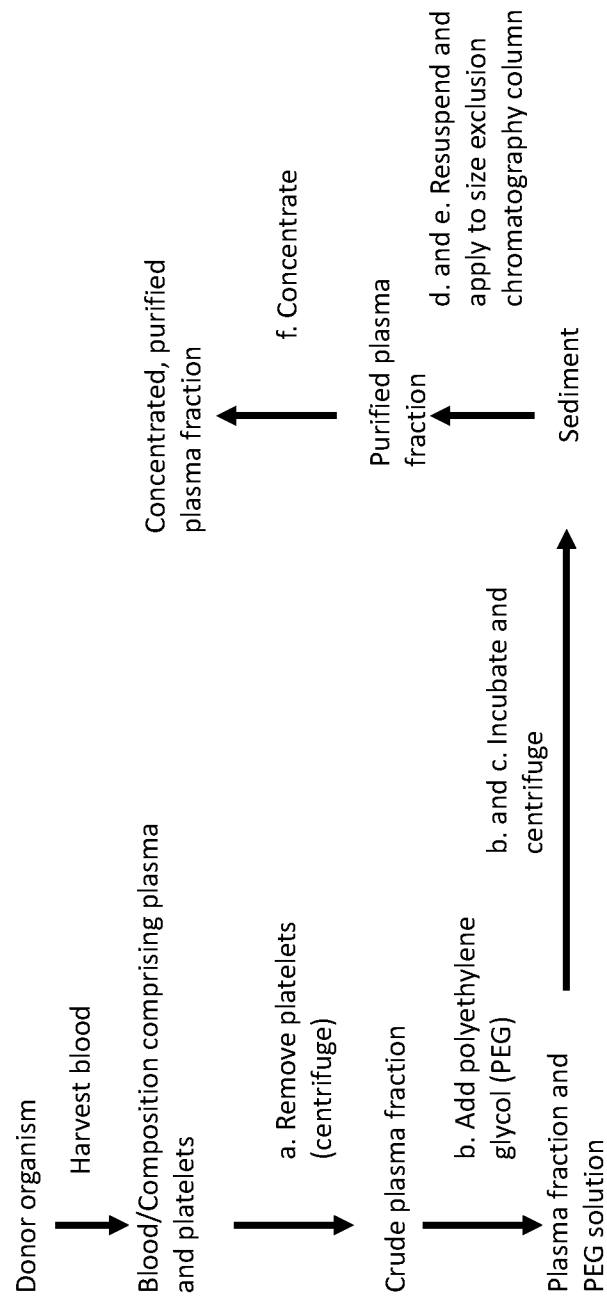 Donor organism
Harvest blood
Blood/Composition comprising plasma
and platelets
a. Remove platelets
(centrifuge)
Crude plasma fraction
b. Add polyethylene
glycol (PEG)
Plasma fraction and
PEG solution
b. and c. Incubate and
centrifuge
Sediment
d. and e. Resuspend and
apply to size exclusion
chromatography column
Purified plasma
fraction
f. Concentrate
Concentrated, purified
plasma fraction